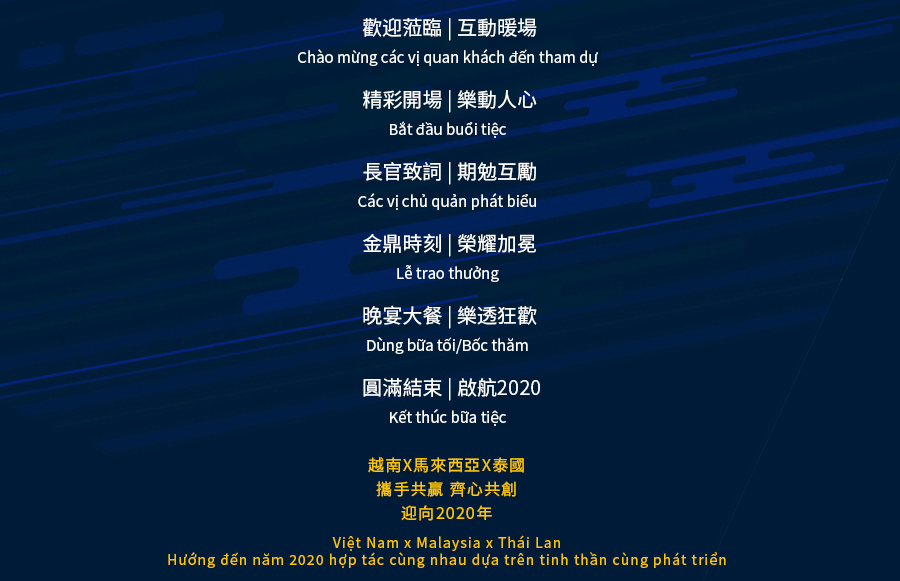 歡迎蒞臨 | 互動暖場
Chào mừng các vị quan khách đến tham dự
精彩開場 | 樂動人心
Bắt đầu buổi tiệc
長官致詞 | 期勉互勵
Các vị chủ quản phát biểu
金鼎時刻 | 榮耀加冕
Lễ trao thưởng
晚宴大餐 | 樂透狂歡
Dùng bữa tối/Bốc thăm
圓滿結束 | 啟航2020
Kết thúc bữa tiệc
越南X馬來西亞X泰國
攜手共贏 齊心共創
迎向2020年
Việt Nam x Malaysia x Thái Lan
Hướng đến năm 2020 hợp tác cùng nhau dựa trên tinh thần cùng phát triển